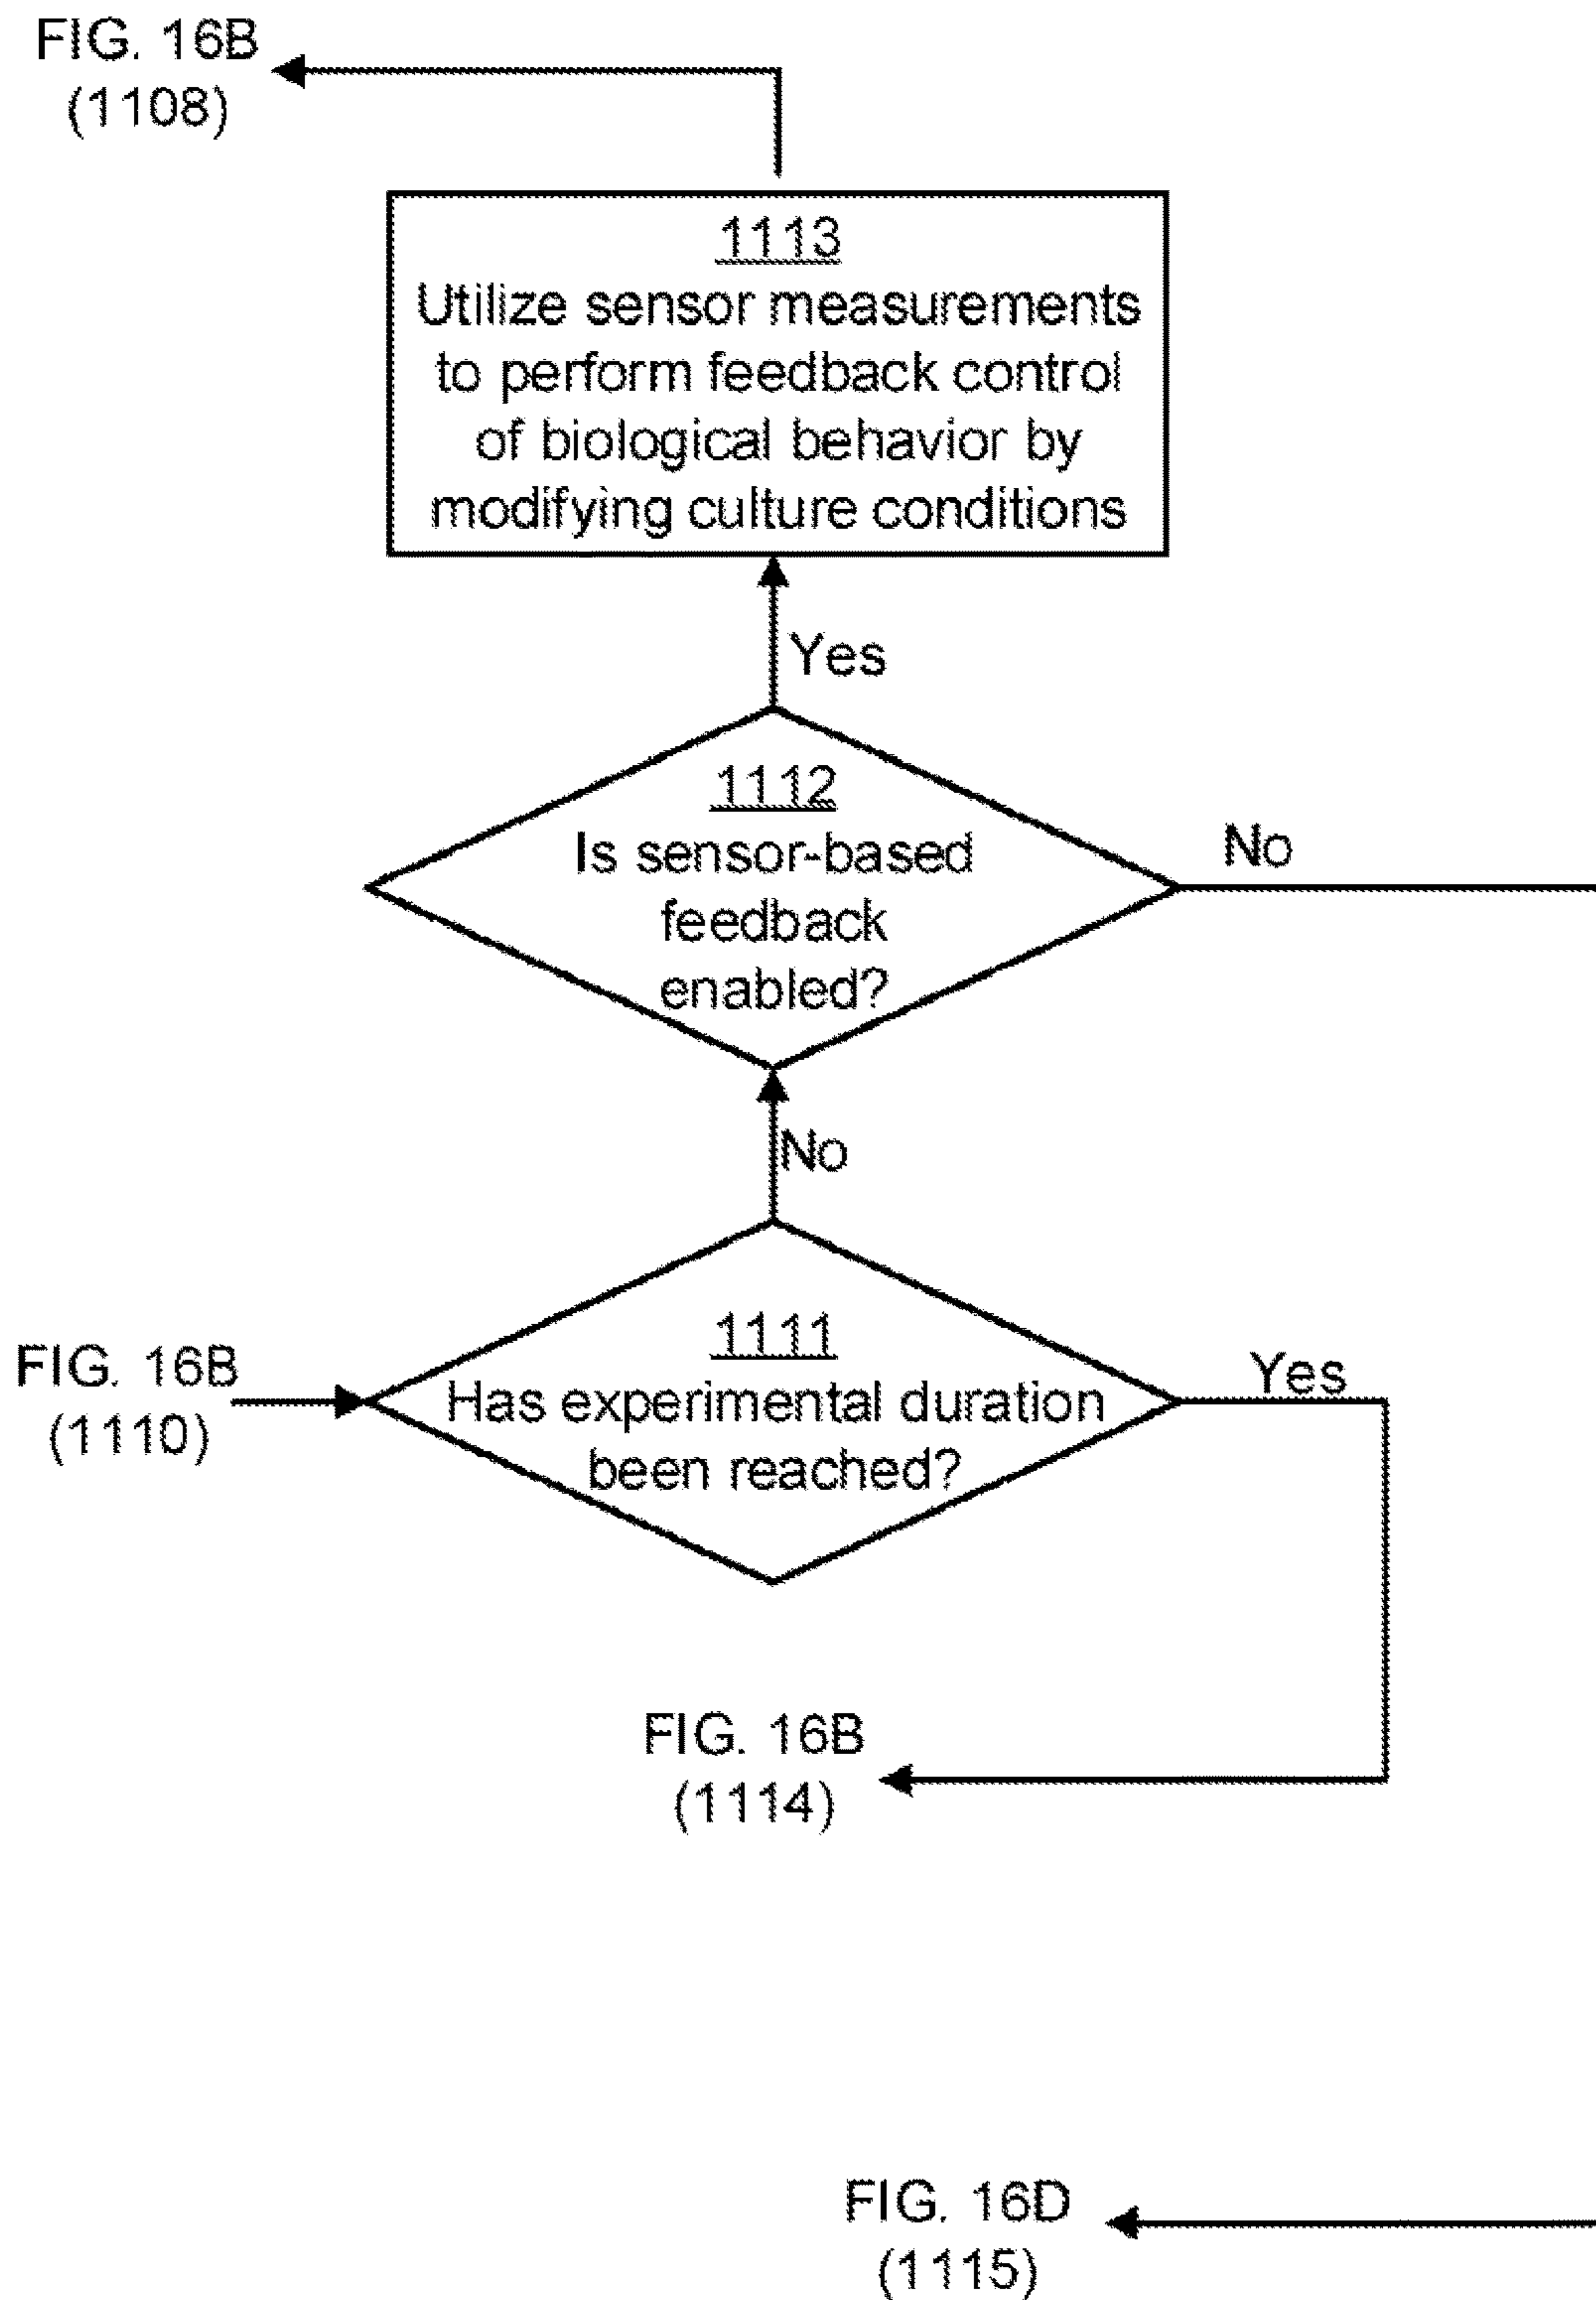 FIG. 16B
(1108)
1113
Utilize sensor measurements
to perform feedback control
of biological behavior by
modifying culture conditions
Yes
1112
Is sensor-based
feedback
enabled?
No
No
1111
Has experimental duration
been reached?
FIG. 16B
(1110)
Yes
FIG. 16B
(1114)
FIG. 16D
(1115)